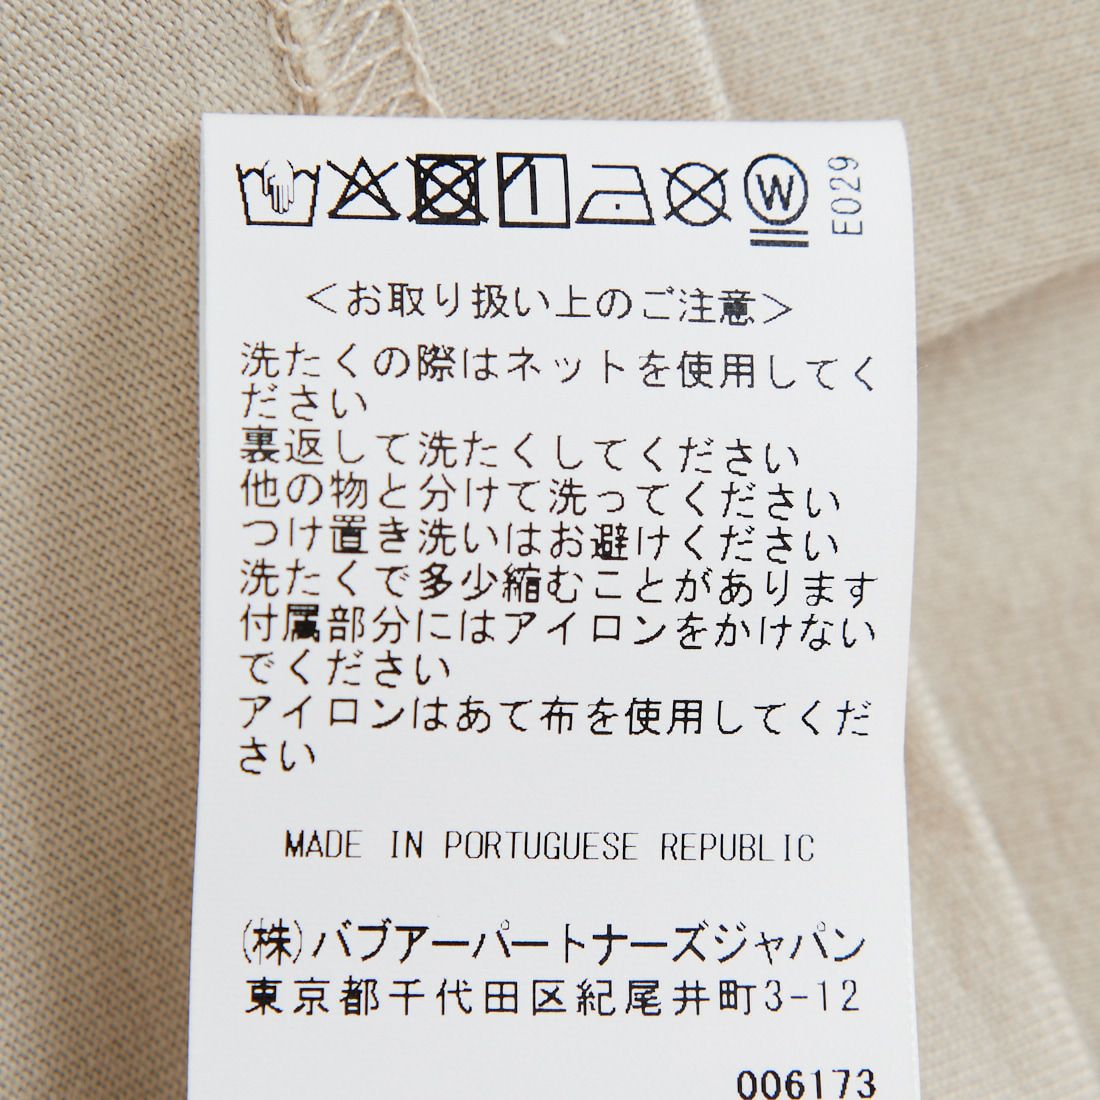 W
E029
<お取り扱い上のご注意>
洗たくの際はネットを使用してく
ださい
裏返して洗たくしてください
他の物と分けて洗ってください
つけ置き洗いはお避けください
洗たくで多少縮むことがあります
付属部分にはアイロンをかけない
でください
アイロンはあて布を使用してくだ
さい
MADE IN PORTUGUESE REPUBLIC
(株)バブアーパートナーズジャパン
東京都千代田区紀尾井町3-12
006173